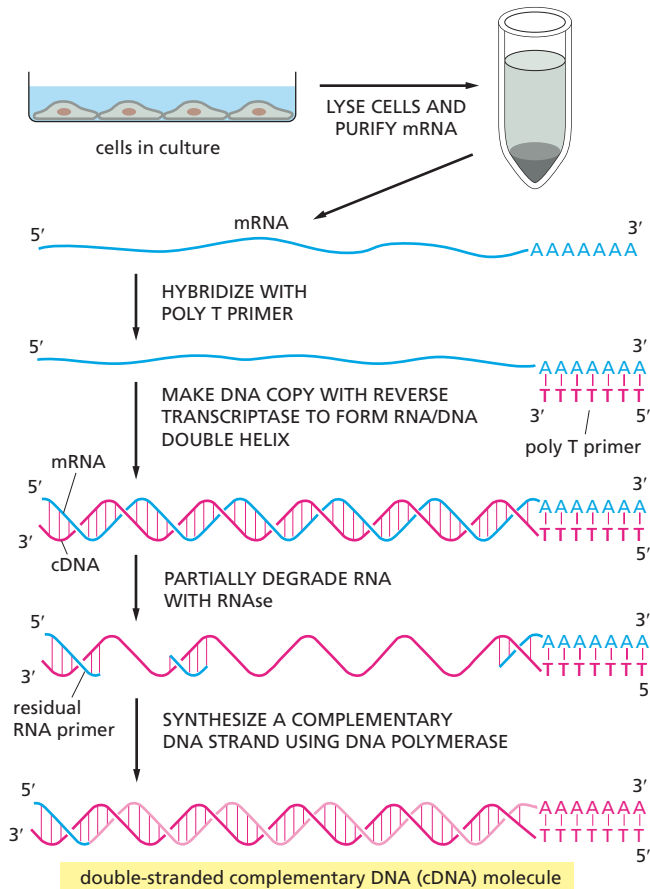 cells in culture
LYSE CELLS AND
PURIFY mRNA
mRNA
5′
3′
AAAAAAA
HYBRIDIZE WITH
POLY T PRIMER
5′
3′
AAAAAAA
TTTTTTT
3′
5′
poly T primer
MAKE DNA COPY WITH REVERSE
TRANSCRIPTASE TO FORM RNA/DNA
DOUBLE HELIX
mRNA
5′
3′
AAAAAAA
TTTTTTT
3′
cDNA
5′
PARTIALLY DEGRADE RNA
WITH RNAse
5′
3′
AAAAAAA
TTTTTTT
3′
5
residual
RNA primer
SYNTHESIZE A COMPLEMENTARY
DNA STRAND USING DNA POLYMERASE
5′
3′
AAAAAAA
TTTTTTT
3′
5′
double-stranded complementary DNA (cDNA) molecule